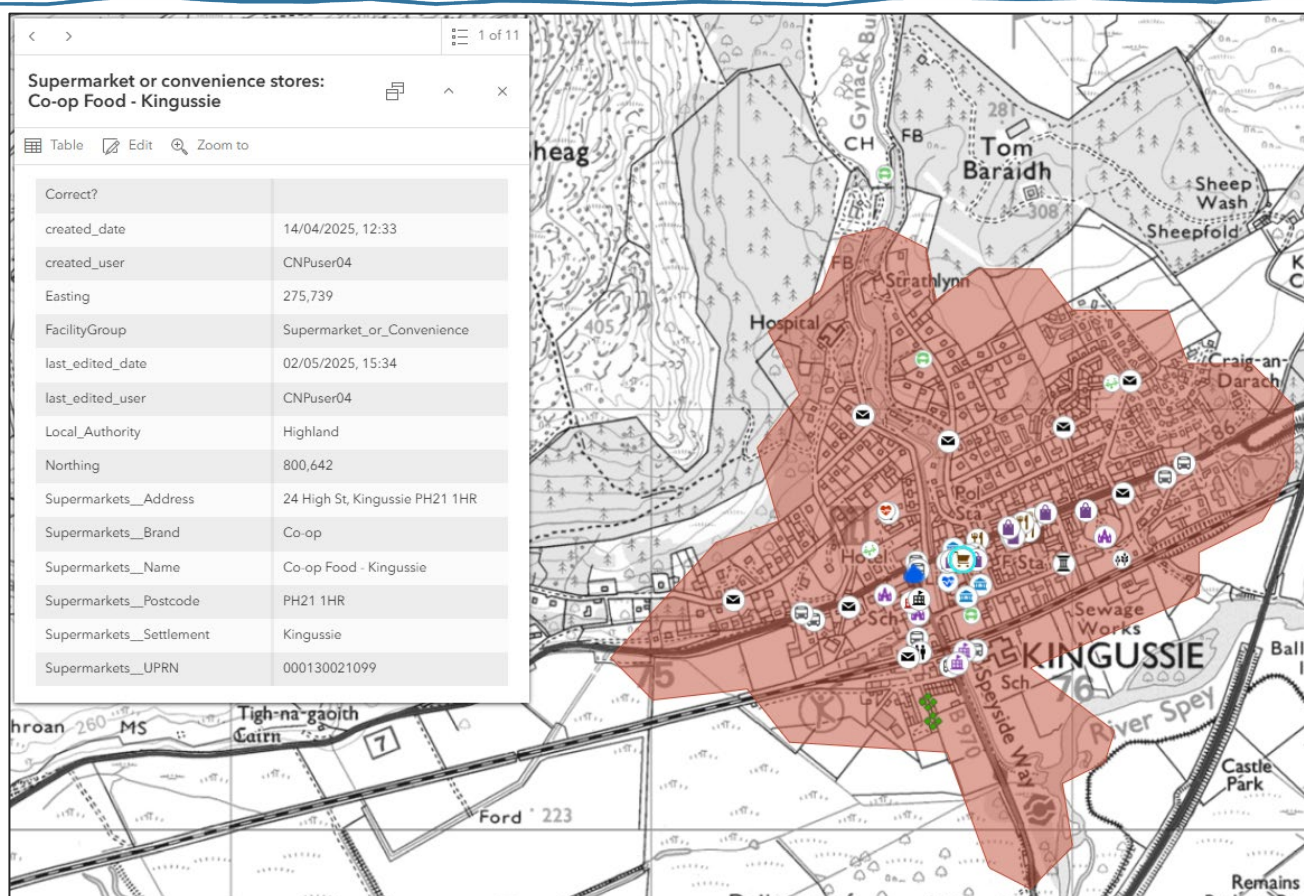 1 of 11
Supermarket or convenience stores:
Co-op Food - Kingussie
Table Edit Zoom to
Correct?
created_date 14/04/2025, 12:33
created_user CNPuser04
Easting 275,739
FacilityGroup Supermarket_or_Convenience
last_edited_date 02/05/2025, 15:34
last_edited_user CNPuser04
Local_Authority Highland
Northing 800,642
Supermarkets__Address 24 High St, Kingussie PH21 1HR
Supermarkets__Brand Co-op
Supermarkets__Name Co-op Food - Kingussie
Supermarkets__Postcode PH21 1HR
Supermarkets__Settlement Kingussie
Supermarkets__UPRN 000130021099
heag
Gynack Bu
CH
FB
281
Tom
Baraidh
308
Sheep
Wash
Sheepfold
K
C
FB
Strathlynn
405
Hospital
Craig-an-
Darach
86
Pol
Sta
Hotel
F Sta
Sch
Sewage
Works
KINGUSSIE
Ball
75
Sch
76
River Spey
Speyside Way
B 970
hroan 260 MS
Tigh-na-gaoith
Cairn
7
Castle
Park
Ford 223
Remains